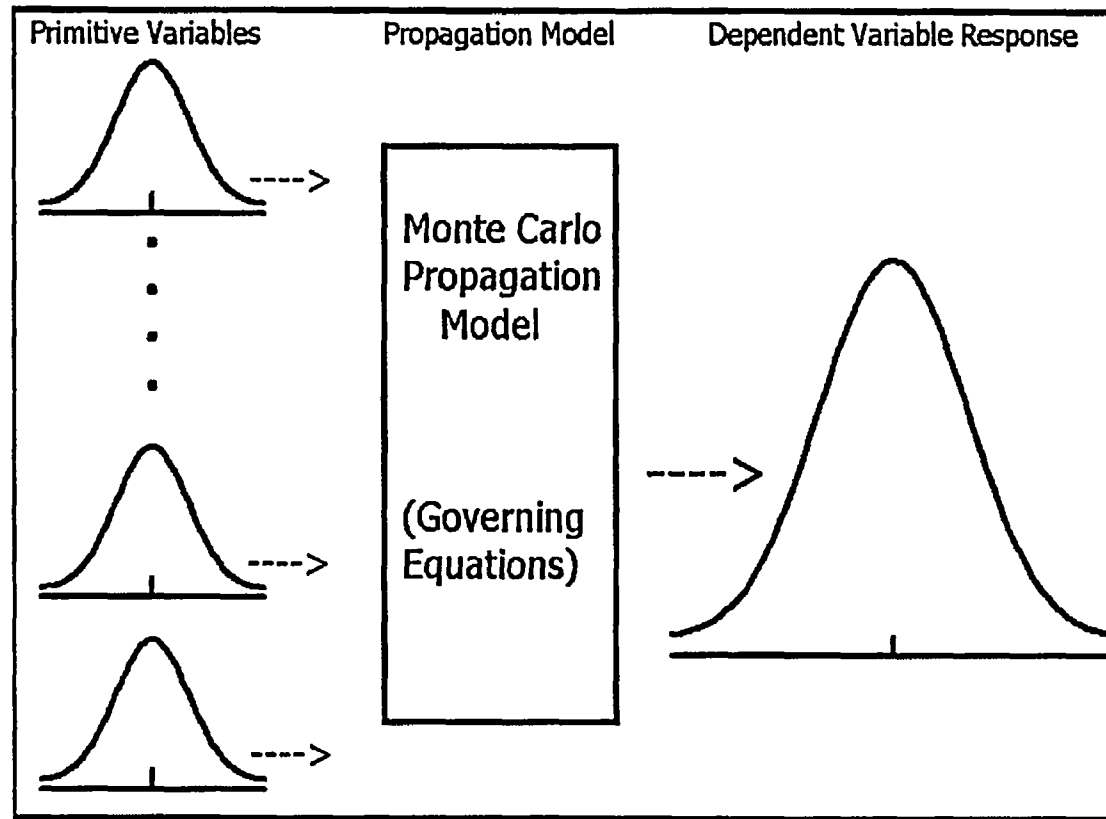 Primitive Variables
Propagation Model
Dependent Variable Response
Monte Carlo
Propagation
Model
(Governing
Equations)